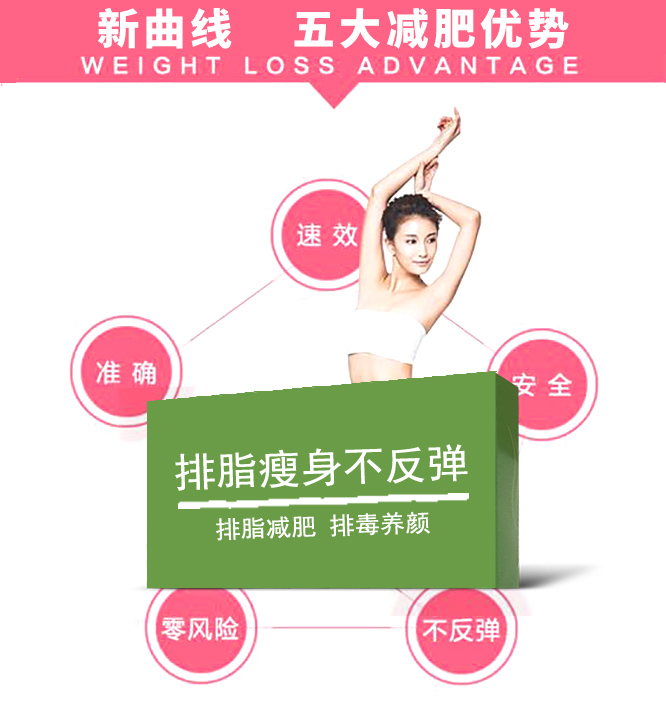 新曲线 五大减肥优势
WEIGHT LOSS ADVANTAGE
速效
准确
安全
排脂瘦身不反弹
排脂减肥 排毒养颜
零风险
不反弹